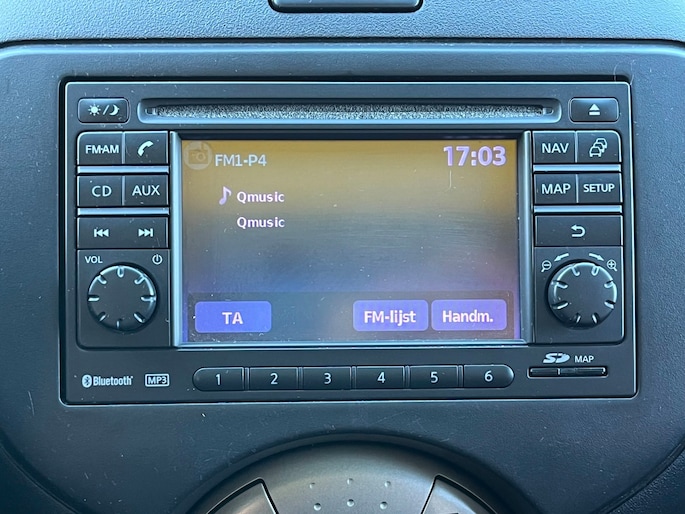 FM·AM
CD AUX
VOL
FM1-P4 17:03
Qmusic
Qmusic
TA FM-lijst Handm.
NAV
MAP SETUP
SD MAP
Bluetooth® MP3
1 2 3 4 5 6